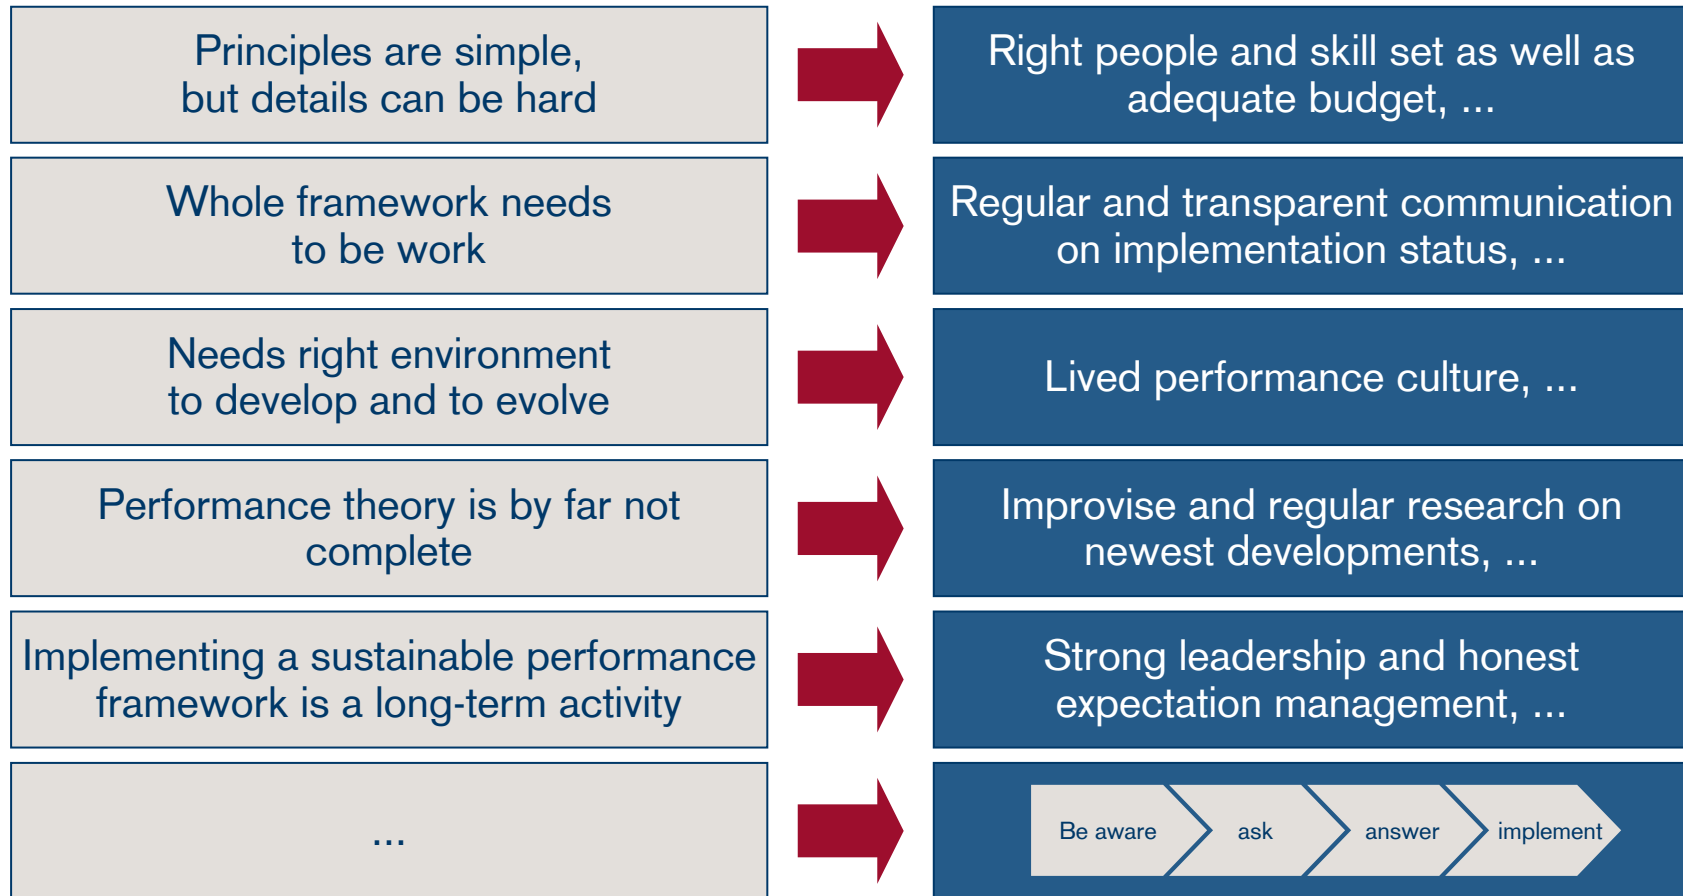 Principles are simple,
but details can be hard
Right people and skill set as well as
adequate budget, ...
Whole framework needs
to be work
Regular and transparent communication
on implementation status, ...
Needs right environment
to develop and to evolve
Lived performance culture, ...
Performance theory is by far not
complete
Improvise and regular research on
newest developments, ...
Implementing a sustainable performance
framework is a long-term activity
Strong leadership and honest
expectation management, ...
...
Be aware
ask
answer
implement